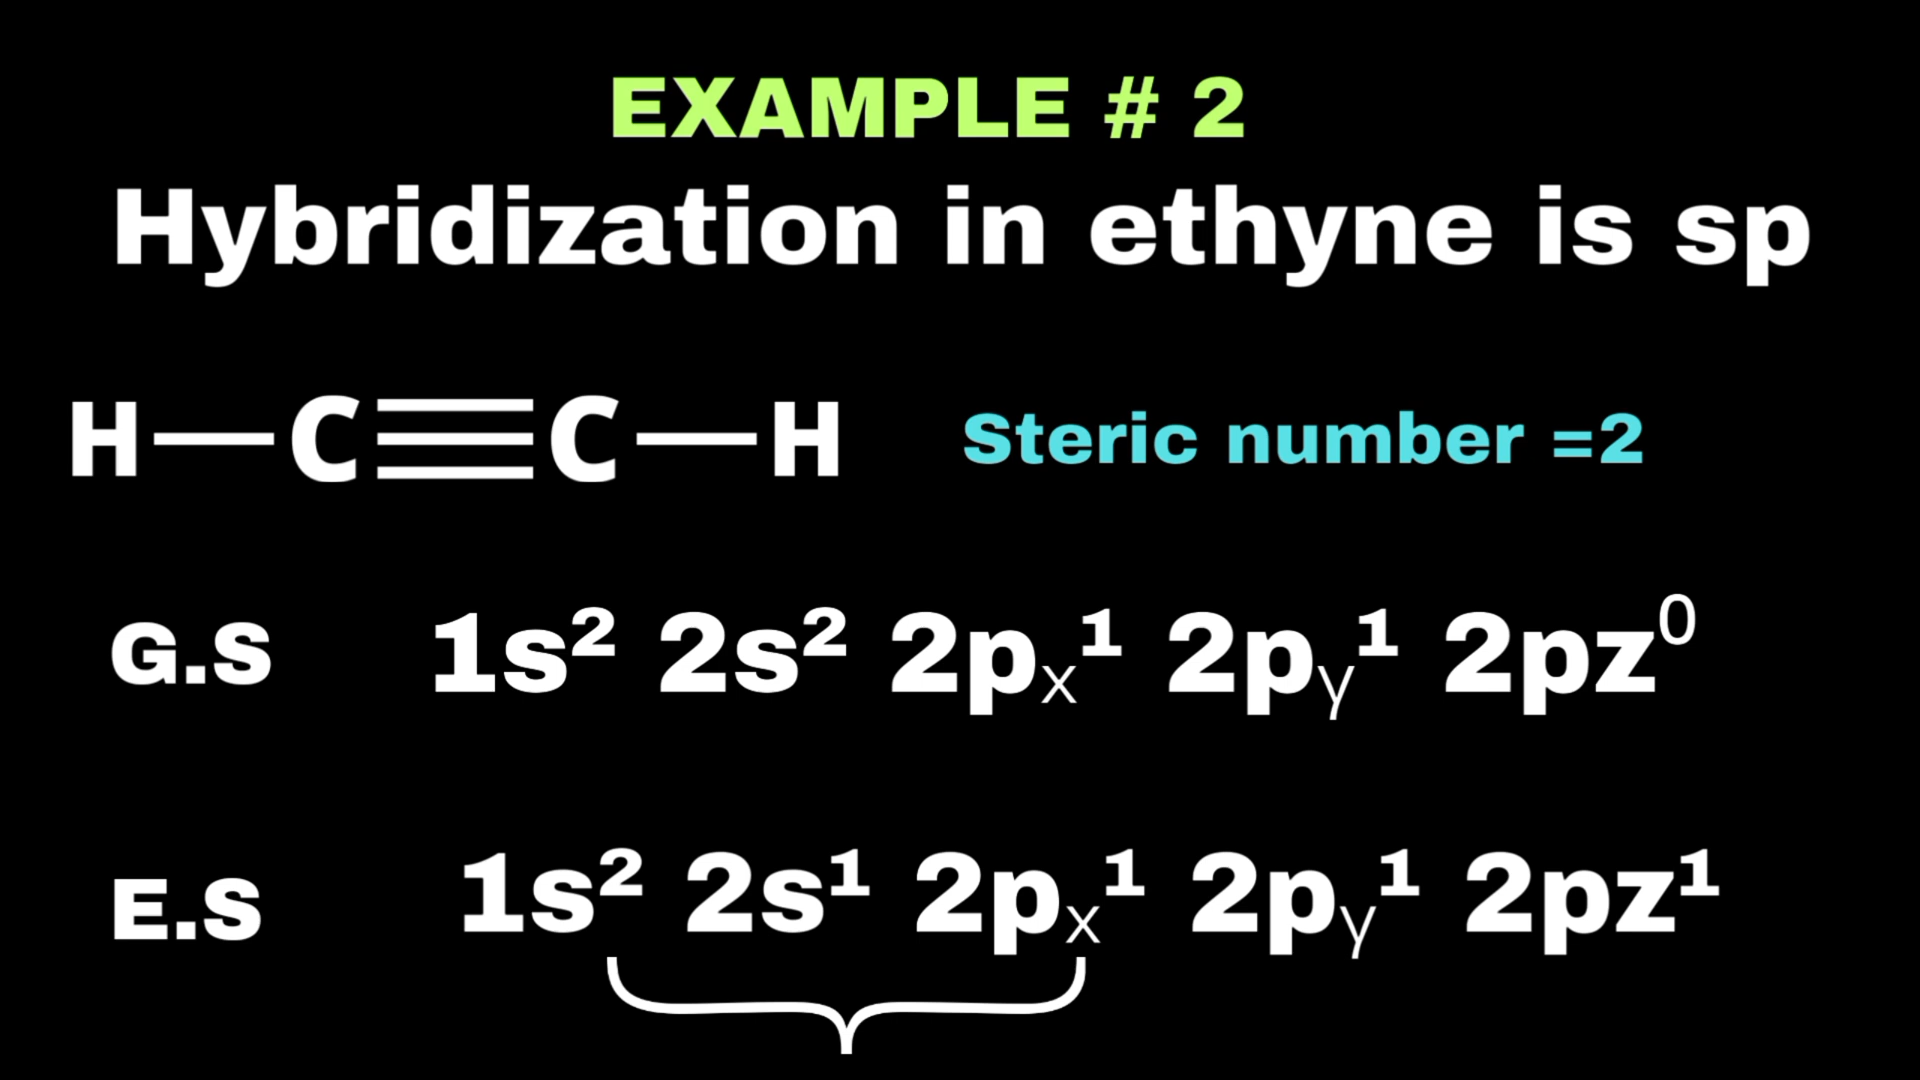 EXAMPLE # 2
Hybridization in ethyne is sp
H—C≡C—H Steric number =2
G.S 1s² 2s² 2pₓ¹ 2pᵧ¹ 2pz⁰
E.S 1s² 2s¹ 2pₓ¹ 2pᵧ¹ 2pz¹